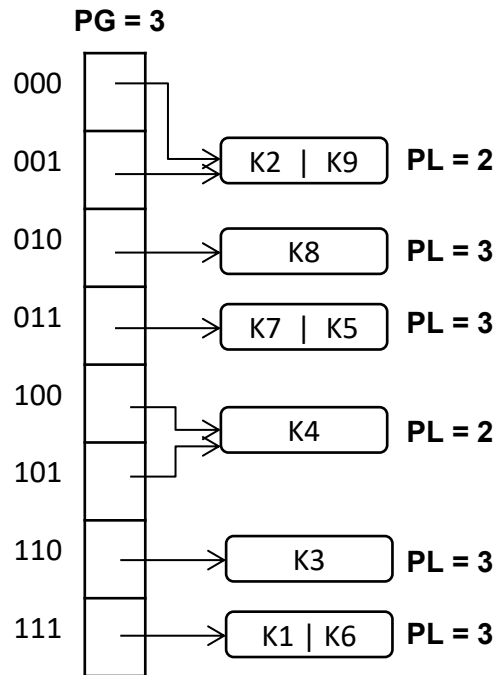 PG = 3
000
001
K2 | K9 PL = 2
010
K8 PL = 3
011
K7 | K5 PL = 3
100
K4 PL = 2
101
110
K3 PL = 3
111
K1 | K6 PL = 3